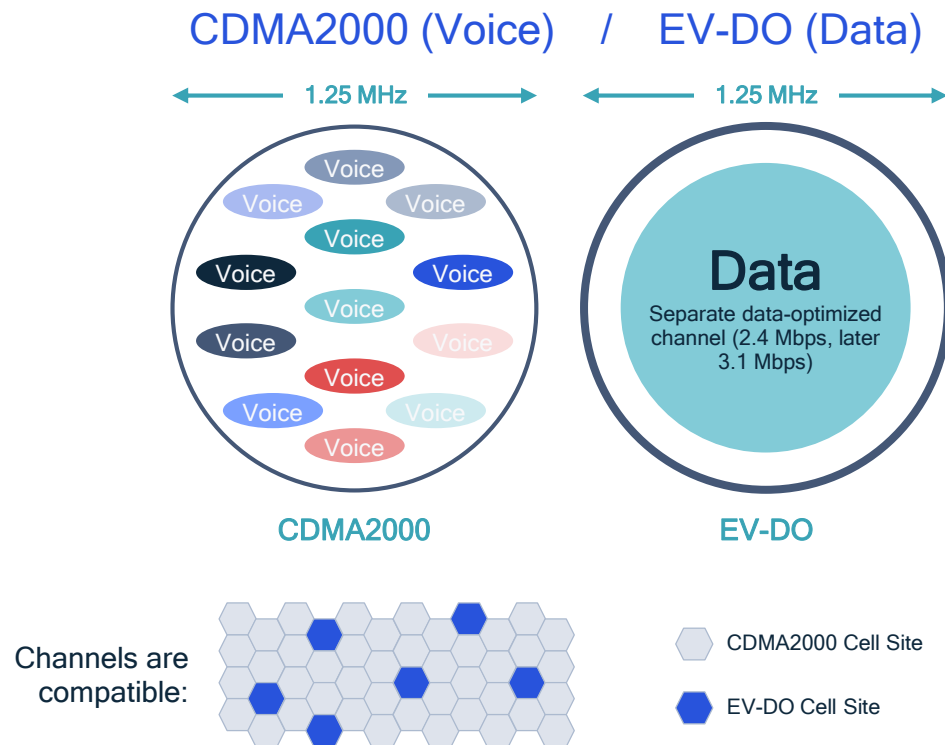 CDMA2000 (Voice) / EV-DO (Data)
1.25 MHz
1.25 MHz
Voice
Voice
Voice
Voice
Voice
Voice
Voice
Voice
Voice
Voice
Voice
Voice
Voice
Data
Separate data-optimized
channel (2.4 Mbps, later
3.1 Mbps)
CDMA2000
EV-DO
Channels are
compatible:
CDMA2000 Cell Site
EV-DO Cell Site